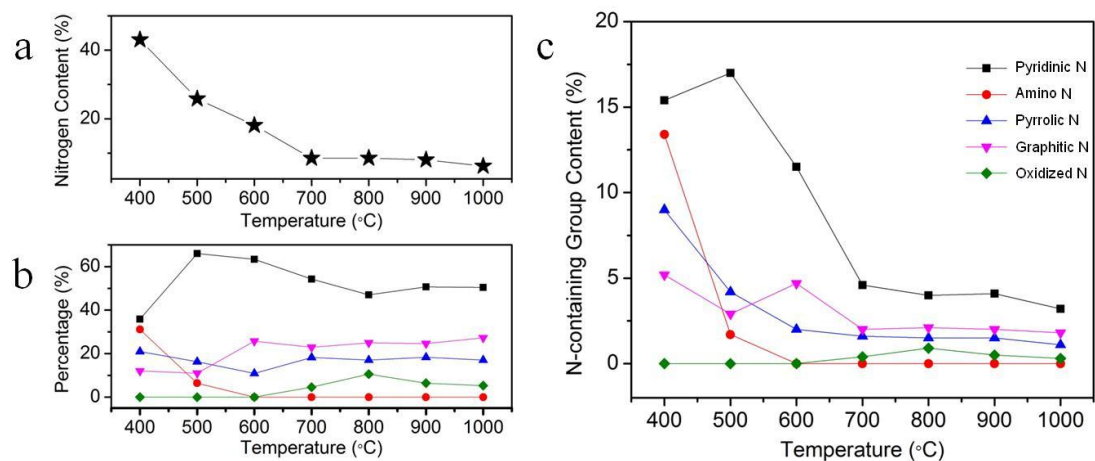 a
Nitrogen Content (%)
40
20
400 500 600 700 800 900 1000
Temperature (°C)
b
Percentage (%)
60
40
20
0
400 500 600 700 800 900 1000
Temperature (°C)
c
N-containing Group Content (%)
20
15
10
5
0
Pyridinic N
Amino N
Pyrrolic N
Graphitic N
Oxidized N
400 500 600 700 800 900 1000
Temperature (°C)